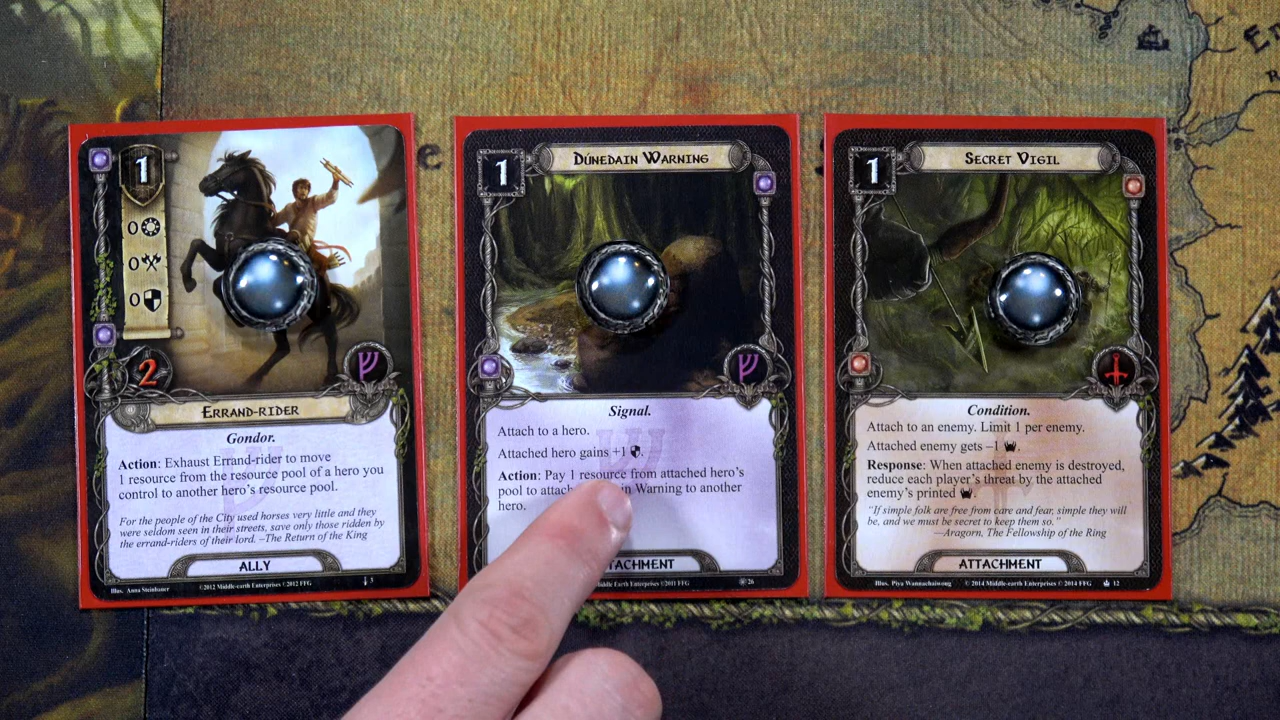 1
0
0
0
2
ERRAND-RIDER
Gondor.
Action: Exhaust Errand-rider to move
1 resource from the resource pool of a hero you
control to another hero's resource pool.
For the people of the City used horses very little and they
were seldom seen in their streets, save only those ridden by
the errand-riders of their lord. –The Return of the King
ALLY
Illus. Anna Steinbauer
©2012 Middle-earth Enterprises ©2012 FFG
5
1
DÚNEDAIN WARNING
Signal.
Attach to a hero.
Attached hero gains +1
Action: Pay 1 resource from attached hero's
pool to attach Warning to another
hero.
Middle-earth Enterprises ©2011 FFG
26
1
SECRET VIGIL
Condition.
Attach to an enemy. Limit 1 per enemy.
Attached enemy gets –1
Response: When attached enemy is destroyed,
reduce each player's threat by the attached
enemy's printed
"If simple folk are free from care and fear, simple they will
be, and we must be secret to keep them so."
—Aragorn, The Fellowship of the Ring
ATTACHMENT
Illus. Piya Wannachaiwong
© 2014 Middle-earth Enterprises © 2014 FFG
12